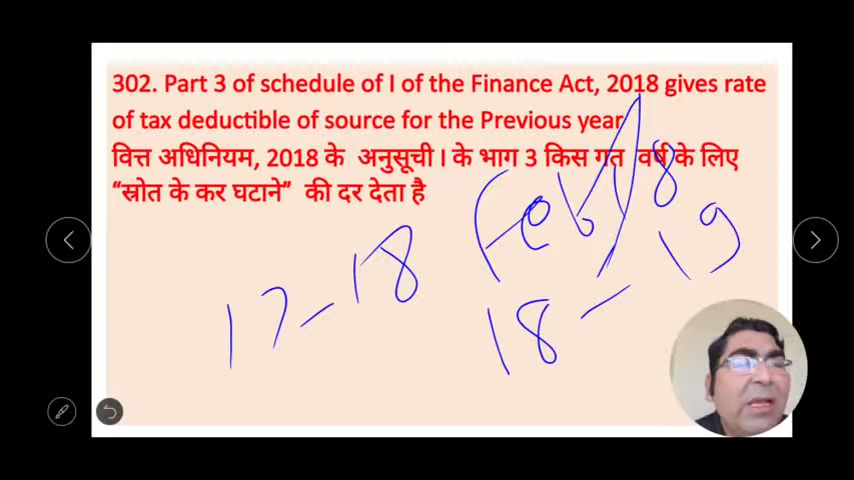 302. Part 3 of schedule of I of the Finance Act, 2018 gives rate
of tax deductible of source for the Previous year
वित्त अधिनियम, 2018 के अनुसूची I के भाग 3 किस गत वर्ष के लिए
“स्रोत के कर घटाने” की दर देता है
Feb/18
17-18
18-19